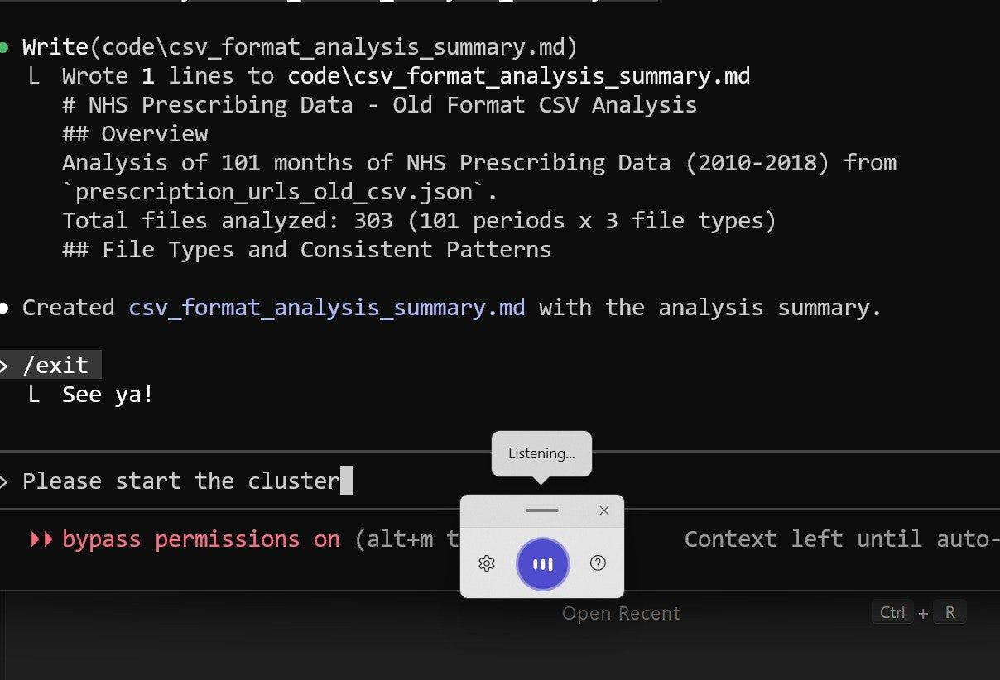 Write(code\csv_format_analysis_summary.md)
Wrote 1 lines to code\csv_format_analysis_summary.md
# NHS Prescribing Data - Old Format CSV Analysis
## Overview
Analysis of 101 months of NHS Prescribing Data (2010-2018) from
`prescription_urls_old_csv.json`.
Total files analyzed: 303 (101 periods x 3 file types)
## File Types and Consistent Patterns
Created csv_format_analysis_summary.md with the analysis summary.
> /exit
See ya!
Listening...
> Please start the cluster
bypass permissions on (alt+m t
Context left until auto-
Open Recent
Ctrl + R